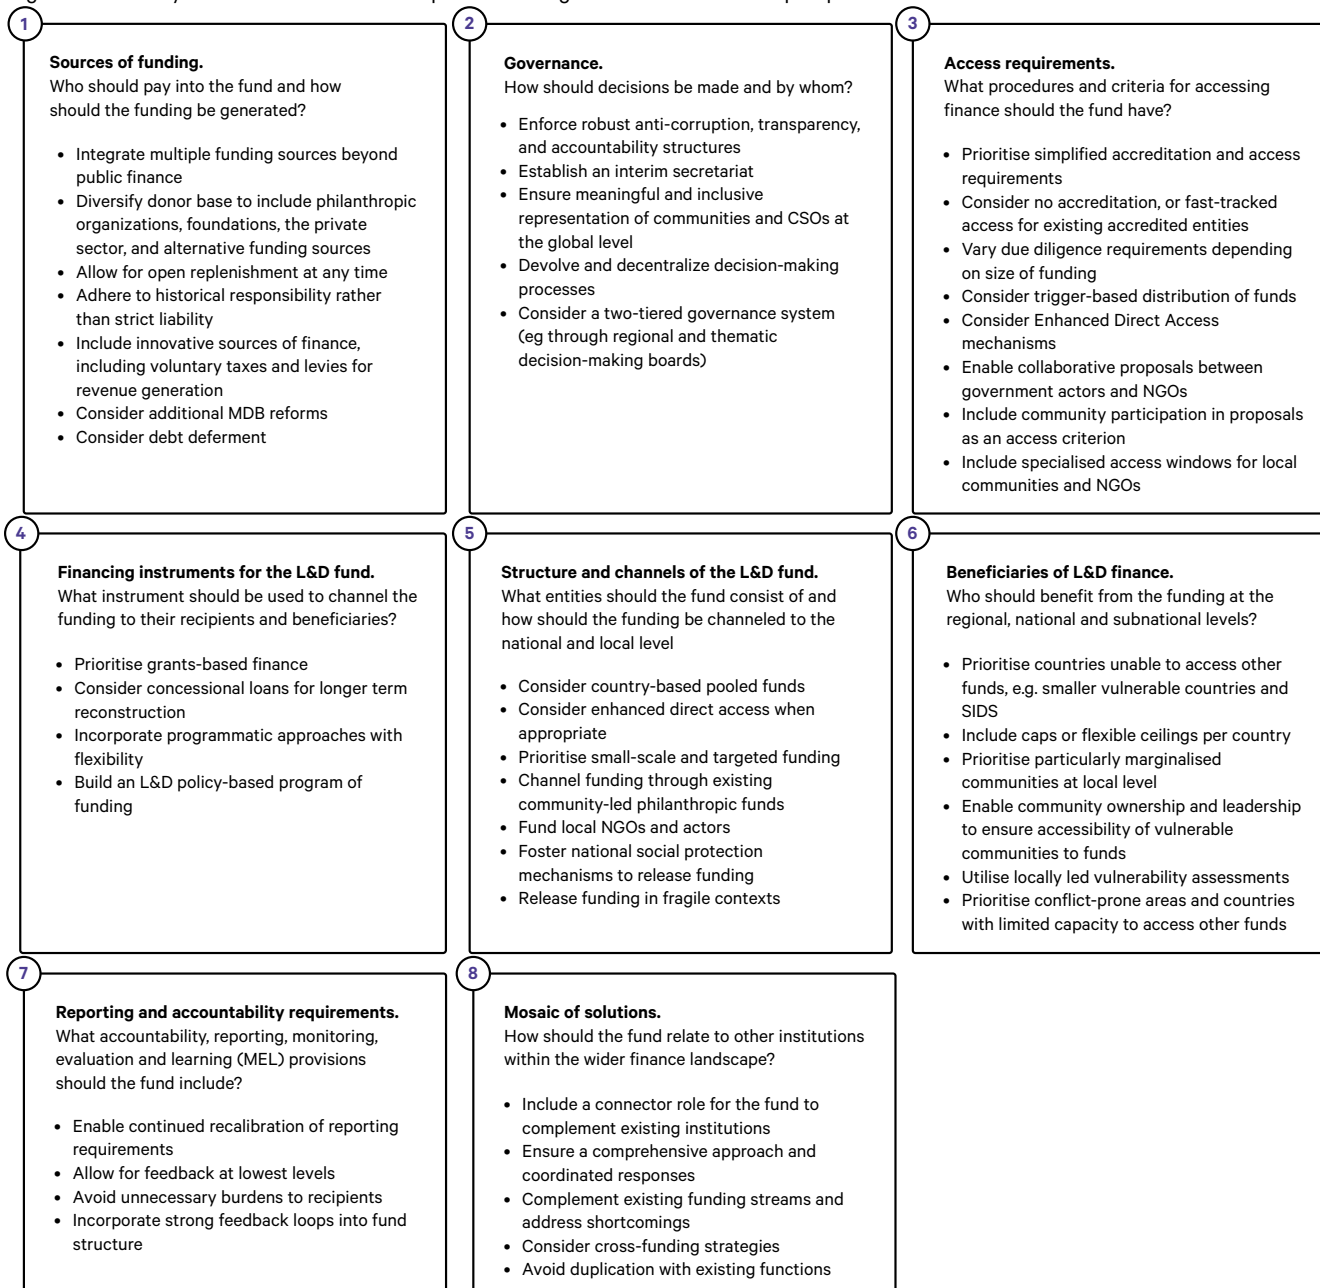 1
Sources of funding.
Who should pay into the fund and how
should the funding be generated?
• Integrate multiple funding sources beyond
public finance
• Diversify donor base to include philanthropic
organizations, foundations, the private
sector, and alternative funding sources
• Allow for open replenishment at any time
• Adhere to historical responsibility rather
than strict liability
• Include innovative sources of finance,
including voluntary taxes and levies for
revenue generation
• Consider additional MDB reforms
• Consider debt deferment
2
Governance.
How should decisions be made and by whom?
• Enforce robust anti-corruption, transparency,
and accountability structures
• Establish an interim secretariat
• Ensure meaningful and inclusive
representation of communities and CSOs at
the global level
• Devolve and decentralize decision-making
processes
• Consider a two-tiered governance system
(eg through regional and thematic
decision-making boards)
3
Access requirements.
What procedures and criteria for accessing
finance should the fund have?
• Prioritise simplified accreditation and access
requirements
• Consider no accreditation, or fast-tracked
access for existing accredited entities
• Vary due diligence requirements depending
on size of funding
• Consider trigger-based distribution of funds
• Consider Enhanced Direct Access
mechanisms
• Enable collaborative proposals between
government actors and NGOs
• Include community participation in proposals
as an access criterion
• Include specialised access windows for local
communities and NGOs
4
Financing instruments for the L&D fund.
What instrument should be used to channel the
funding to their recipients and beneficiaries?
• Prioritise grants-based finance
• Consider concessional loans for longer term
reconstruction
• Incorporate programmatic approaches with
flexibility
• Build an L&D policy-based program of
funding
5
Structure and channels of the L&D fund.
What entities should the fund consist of and
how should the funding be channeled to the
national and local level
• Consider country-based pooled funds
• Consider enhanced direct access when
appropriate
• Prioritise small-scale and targeted funding
• Channel funding through existing
community-led philanthropic funds
• Fund local NGOs and actors
• Foster national social protection
mechanisms to release funding
• Release funding in fragile contexts
6
Beneficiaries of L&D finance.
Who should benefit from the funding at the
regional, national and subnational levels?
• Prioritise countries unable to access other
funds, e.g. smaller vulnerable countries and
SIDS
• Include caps or flexible ceilings per country
• Prioritise particularly marginalised
communities at local level
• Enable community ownership and leadership
to ensure accessibility of vulnerable
communities to funds
• Utilise locally led vulnerability assessments
• Prioritise conflict-prone areas and countries
with limited capacity to access other funds
7
Reporting and accountability requirements.
What accountability, reporting, monitoring,
evaluation and learning (MEL) provisions
should the fund include?
• Enable continued recalibration of reporting
requirements
• Allow for feedback at lowest levels
• Avoid unnecessary burdens to recipients
• Incorporate strong feedback loops into fund
structure
8
Mosaic of solutions.
How should the fund relate to other institutions
within the wider finance landscape?
• Include a connector role for the fund to
complement existing institutions
• Ensure a comprehensive approach and
coordinated responses
• Complement existing funding streams and
address shortcomings
• Consider cross-funding strategies
• Avoid duplication with existing functions